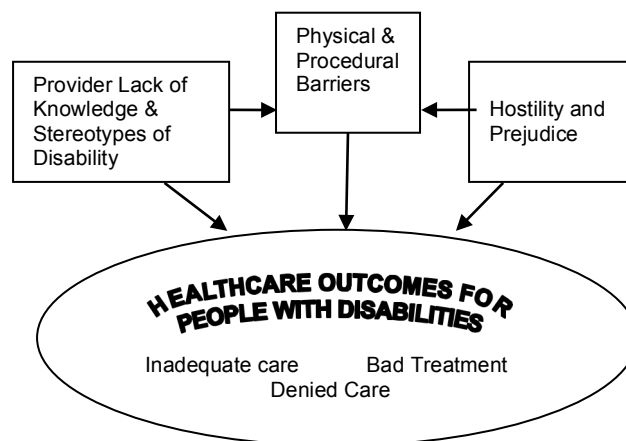 Provider Lack of
Knowledge &
Stereotypes of
Disability
Physical &
Procedural
Barriers
Hostility and
Prejudice
HEALTHCARE OUTCOMES FOR
PEOPLE WITH DISABILITIES
Inadequate care Bad Treatment
Denied Care